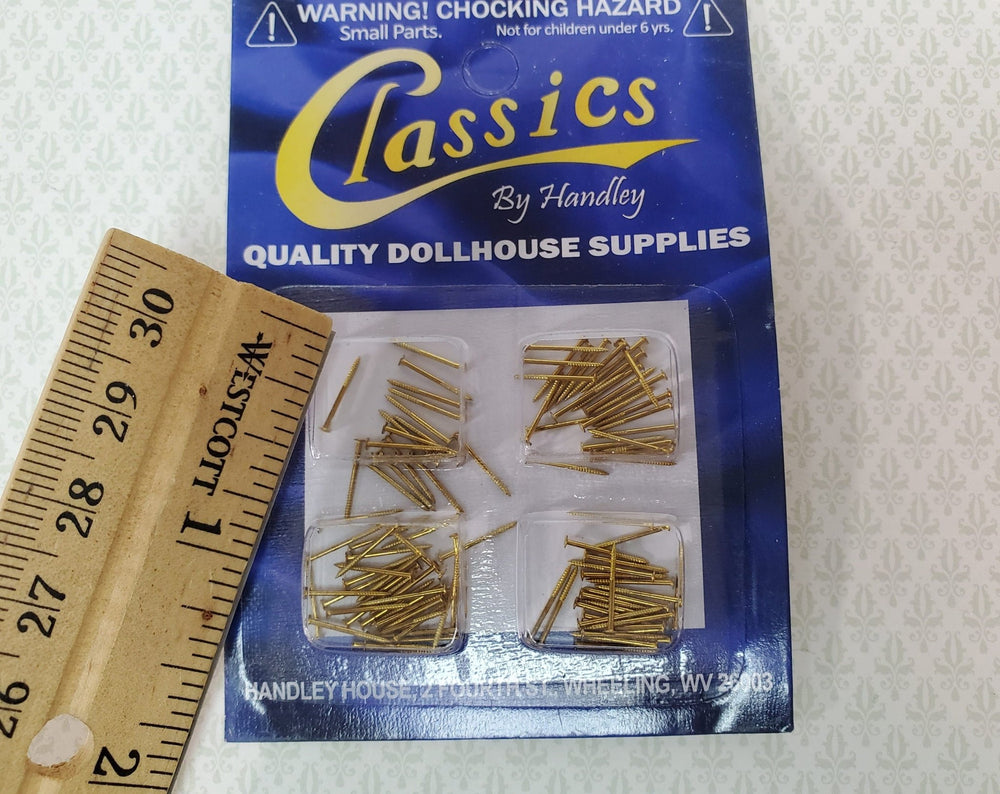 WARNING! CHOCKING HAZARD
Small Parts. Not for children under 6 yrs.
Classics
By Handley
QUALITY DOLLHOUSE SUPPLIES
HANDLEY HOUSE, 2 FOURTH ST., WHEELING, WV 26003
WESTCOTT
30
29
28
27
26
1
2